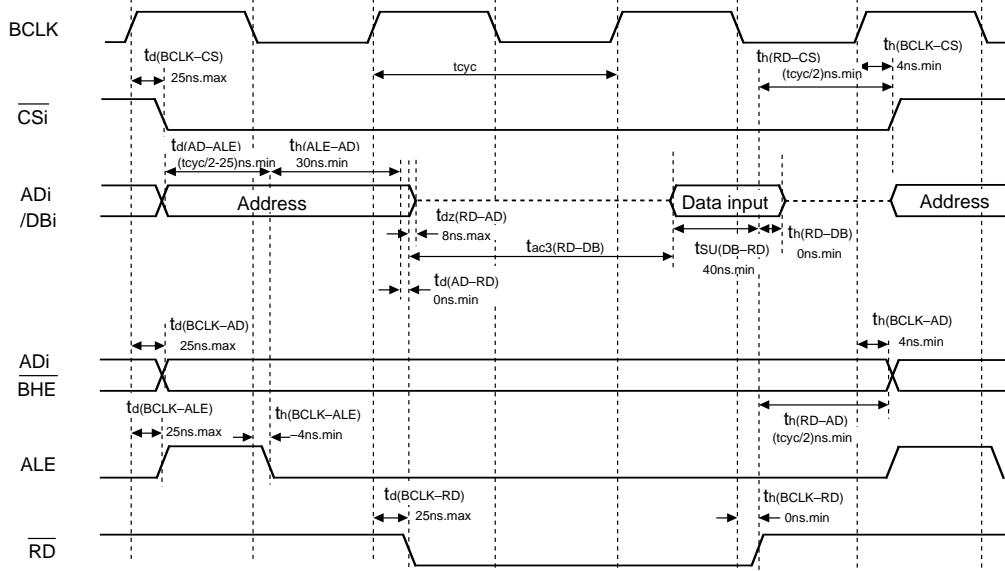 BCLK
td(BCLK–CS)
25ns.max
tcyc
th(RD–CS)
(tcyc/2)ns.min
th(BCLK–CS)
4ns.min
CSi
td(AD–ALE)
(tcyc/2-25)ns.min
th(ALE–AD)
30ns.min
ADi
/DBi
Address
Data input
Address
tdz(RD–AD)
8ns.max
tac3(RD–DB)
tSU(DB–RD)
40ns.min
th(RD–DB)
0ns.min
td(AD–RD)
0ns.min
td(BCLK–AD)
25ns.max
th(BCLK–AD)
4ns.min
ADi
BHE
td(BCLK–ALE)
25ns.max
th(BCLK–ALE)
–4ns.min
th(RD–AD)
(tcyc/2)ns.min
ALE
td(BCLK–RD)
25ns.max
th(BCLK–RD)
0ns.min
RD